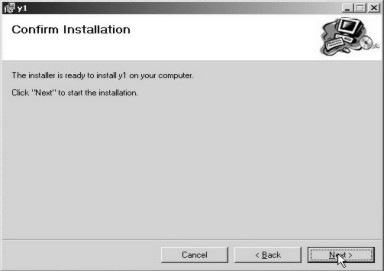 y1
Confirm Installation
The installer is ready to install y1 on your computer.
Click "Next" to start the installation.
Cancel
< Back
Next >